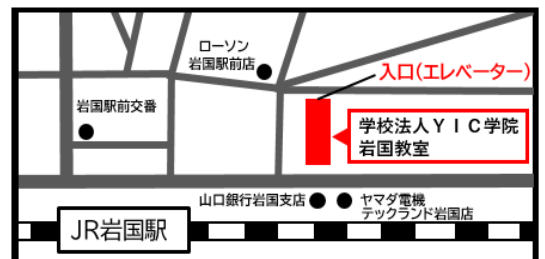 ローソン
岩国駅前店
入口(エレベーター)
岩国駅前交番
学校法人ＹＩＣ学院
岩国教室
山口銀行岩国支店
ヤマダ電機
テックランド岩国店
JR岩国駅